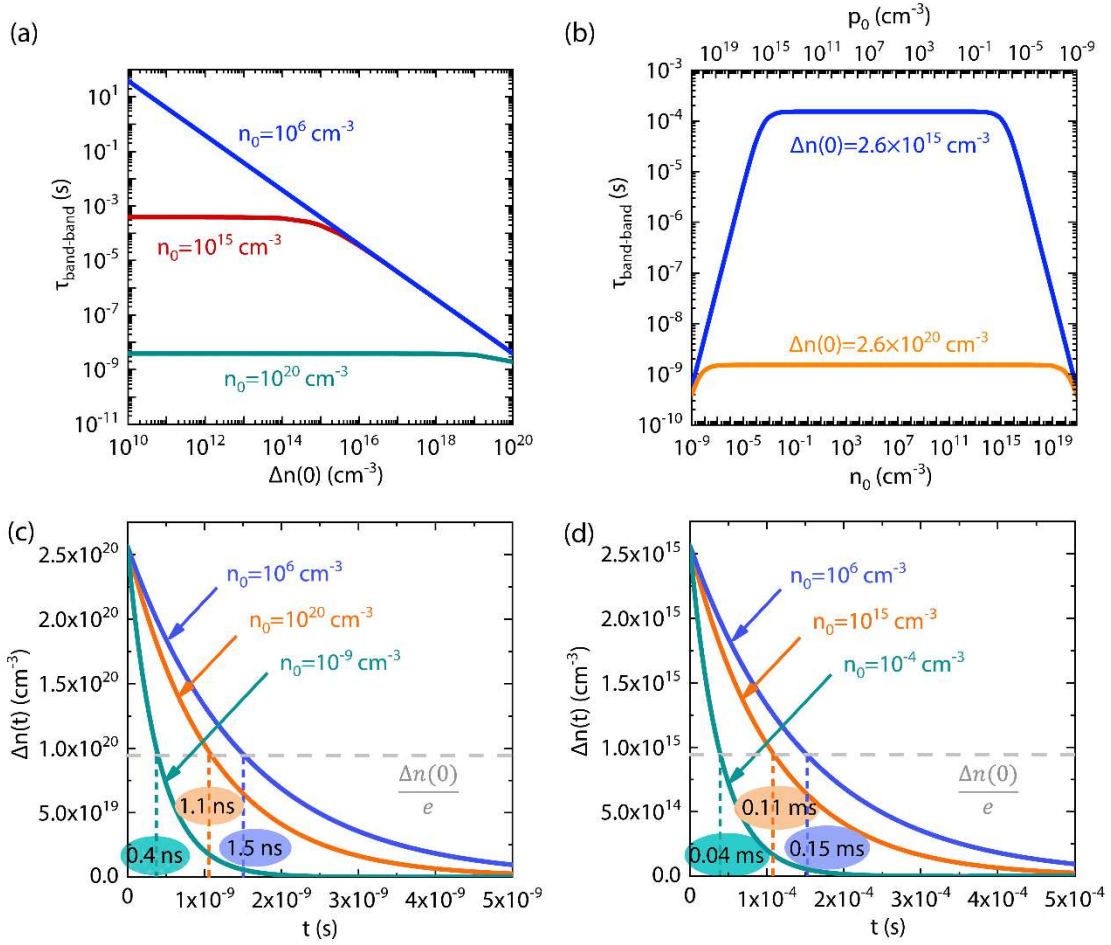 (a)
τband-band (s)
10¹
10⁻¹
10⁻³
10⁻⁵
10⁻⁷
10⁻⁹
10⁻¹¹
n₀=10⁶ cm⁻³
n₀=10¹⁵ cm⁻³
n₀=10²⁰ cm⁻³
10¹⁰ 10¹² 10¹⁴ 10¹⁶ 10¹⁸ 10²⁰
Δn(0) (cm⁻³)
(b)
p₀ (cm⁻³)
10¹⁹ 10¹⁵ 10¹¹ 10⁷ 10³ 10⁻¹ 10⁻⁵ 10⁻⁹
τband-band (s)
10⁻³
10⁻⁴
10⁻⁵
10⁻⁶
10⁻⁷
10⁻⁸
10⁻⁹
10⁻¹⁰
Δn(0)=2.6×10¹⁵ cm⁻³
Δn(0)=2.6×10²⁰ cm⁻³
10⁻⁹ 10⁻⁵ 10⁻¹ 10³ 10⁷ 10¹¹ 10¹⁵ 10¹⁹
n₀ (cm⁻³)
(c)
Δn(t) (cm⁻³)
2.5x10²⁰
2.0x10²⁰
1.5x10²⁰
1.0x10²⁰
5.0x10¹⁹
0.0
n₀=10⁶ cm⁻³
n₀=10²⁰ cm⁻³
n₀=10⁻⁹ cm⁻³
Δn(0)
e
1.1 ns
0.4 ns
1.5 ns
0 1x10⁻⁹ 2x10⁻⁹ 3x10⁻⁹ 4x10⁻⁹ 5x10⁻⁹
t (s)
(d)
Δn(t) (cm⁻³)
2.5x10¹⁵
2.0x10¹⁵
1.5x10¹⁵
1.0x10¹⁵
5.0x10¹⁴
0.0
n₀=10⁶ cm⁻³
n₀=10¹⁵ cm⁻³
n₀=10⁻⁴ cm⁻³
Δn(0)
e
0.11 ms
0.04 ms
0.15 ms
0 1x10⁻⁴ 2x10⁻⁴ 3x10⁻⁴ 4x10⁻⁴ 5x10⁻⁴
t (s)